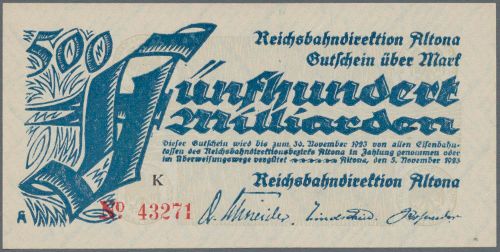 500
Reichsbahndirektion Altona
Gutschein über Mark
Fünfhundert
Milliarden
Dieser Gutschein wird bis zum 30. November 1923 von allen Eisenbahn-
kassen des Reichsbahndirektionsbezirks Altona in Zahlung genommen oder
im Überweisungswege vergütet Altona, den 3. November 1923
K
Reichsbahndirektion Altona
№ 43271